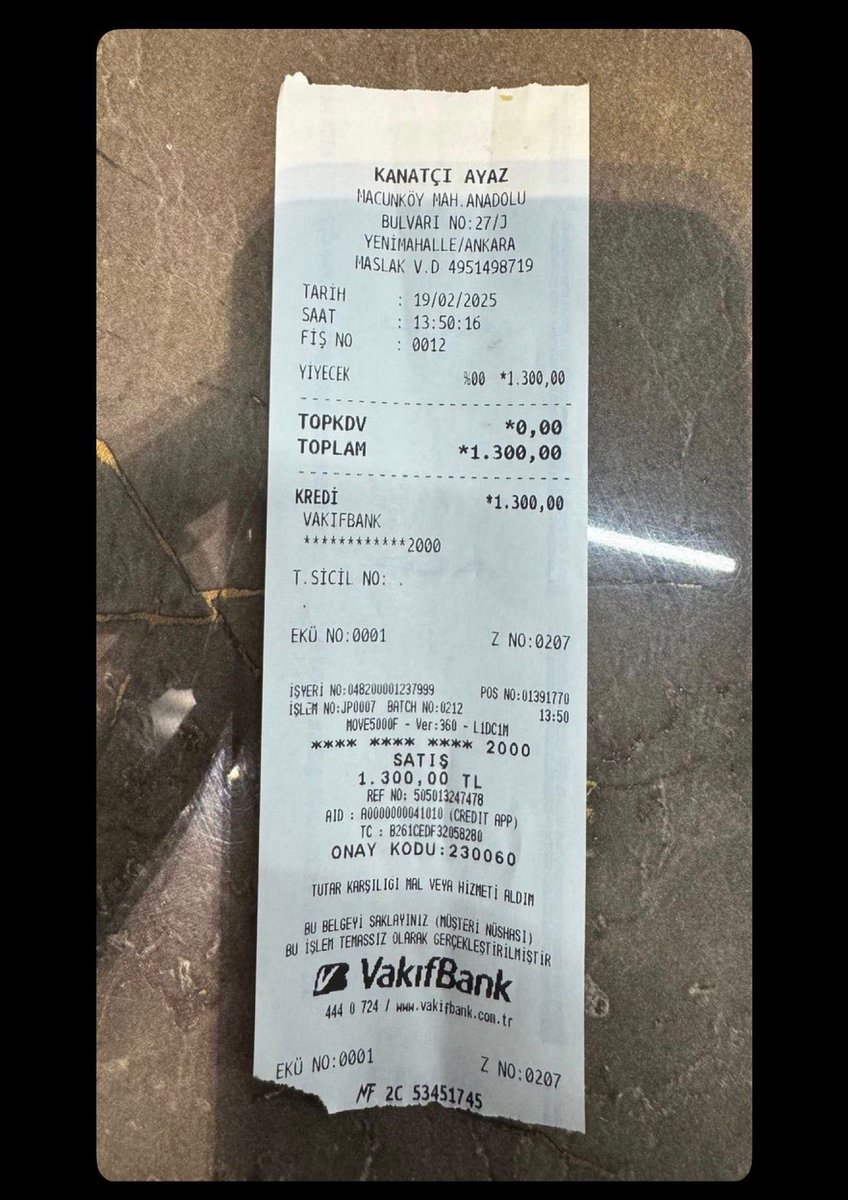 KANATÇI AYAZ
MACUNKÖY MAH.ANADOLU
BULVARI NO:27/J
YENİMAHALLE/ANKARA
MASLAK V.D 4951498719
TARİH : 19/02/2025
SAAT : 13:50:16
FİŞ NO : 0012
YİYECEK %00 *1.300,00
TOPKDV *0,00
TOPLAM *1.300,00
KREDİ *1.300,00
VAKIFBANK
************2000
T.SİCİL NO: .
.
EKÜ NO:0001 Z NO:0207
İŞYERİ NO:048200001237999 POS NO:01391770
İŞLEM NO:JP0007 BATCH NO:0212 13:50
MOVE5000F - Ver:360 - L1DC1M
**** **** **** 2000
SATIŞ
1.300,00 TL
REF NO: 505013247478
AID : A0000000041010 (CREDIT APP)
TC : B261CEDF32058280
ONAY KODU:230060
TUTAR KARŞILIGI MAL VEYA HİZMETİ ALDIM
BU BELGEYİ SAKLAYINIZ (MÜŞTERİ NÜSHASI)
BU İŞLEM TEMASSIZ OLARAK GERÇEKLEŞTİRİLMİŞTİR
VakıfBank
444 0 724 / www.vakifbank.com.tr
EKÜ NO:0001 Z NO:0207
MF 2C 53451745